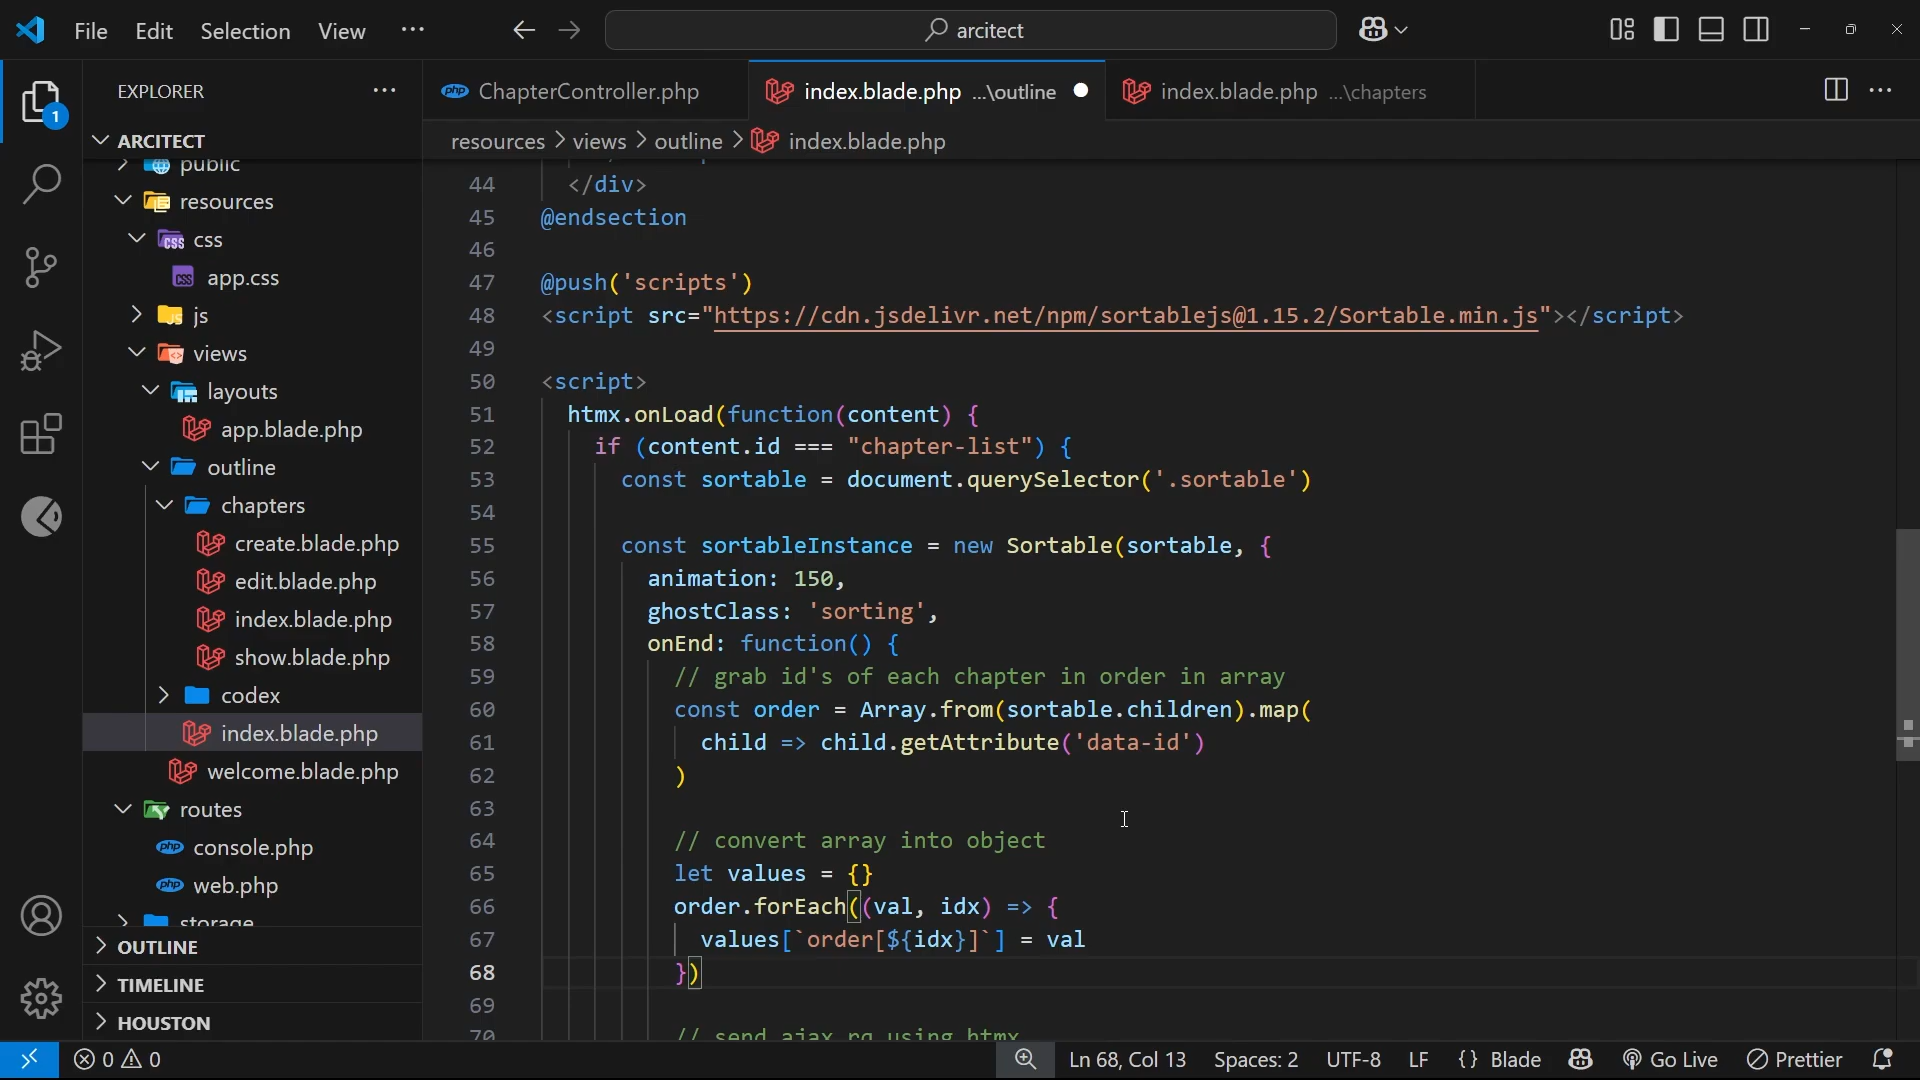 File Edit Selection View ··· arcitect
EXPLORER ···
ChapterController.php
index.blade.php ...\outline
index.blade.php ...\chapters
1
ARCITECT
public
resources
css
app.css
js
views
layouts
app.blade.php
outline
chapters
create.blade.php
edit.blade.php
index.blade.php
show.blade.php
codex
index.blade.php
welcome.blade.php
routes
console.php
web.php
storage
OUTLINE
TIMELINE
HOUSTON
resources > views > outline > index.blade.php
44 </div>
45 @endsection
46
47 @push('scripts')
48 <script src="https://cdn.jsdelivr.net/npm/sortablejs@1.15.2/Sortable.min.js"></script>
49
50 <script>
51 htmx.onLoad(function(content) {
52 if (content.id === "chapter-list") {
53 const sortable = document.querySelector('.sortable')
54
55 const sortableInstance = new Sortable(sortable, {
56 animation: 150,
57 ghostClass: 'sorting',
58 onEnd: function() {
59 // grab id's of each chapter in order in array
60 const order = Array.from(sortable.children).map(
61 child => child.getAttribute('data-id')
62 )
63
64 // convert array into object
65 let values = {}
66 order.forEach((val, idx) => {
67 values[`order[${idx}]`] = val
68 })
69
70 // send ajax rq using htmx
0 0 Ln 68, Col 13 Spaces: 2 UTF-8 LF {} Blade Go Live Prettier